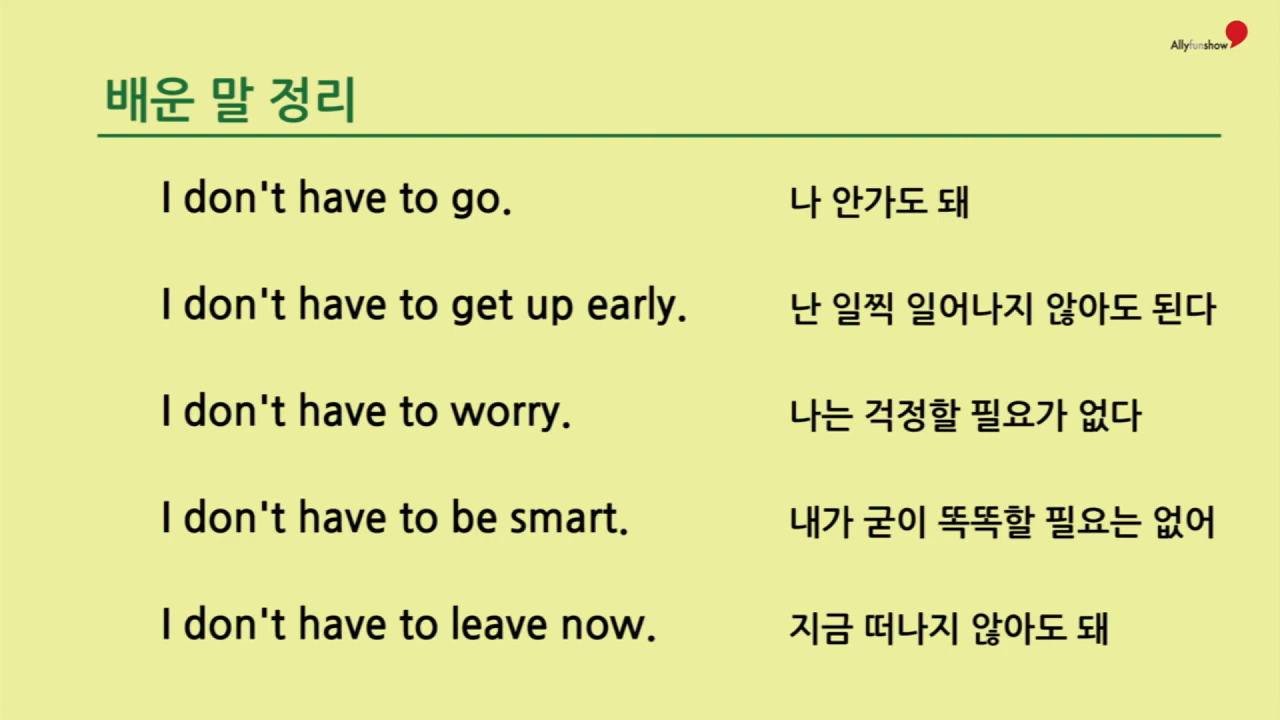 Allyfunshow
배운 말 정리
I don't have to go. 나 안가도 돼
I don't have to get up early. 난 일찍 일어나지 않아도 된다
I don't have to worry. 나는 걱정할 필요가 없다
I don't have to be smart. 내가 굳이 똑똑할 필요는 없어
I don't have to leave now. 지금 떠나지 않아도 돼